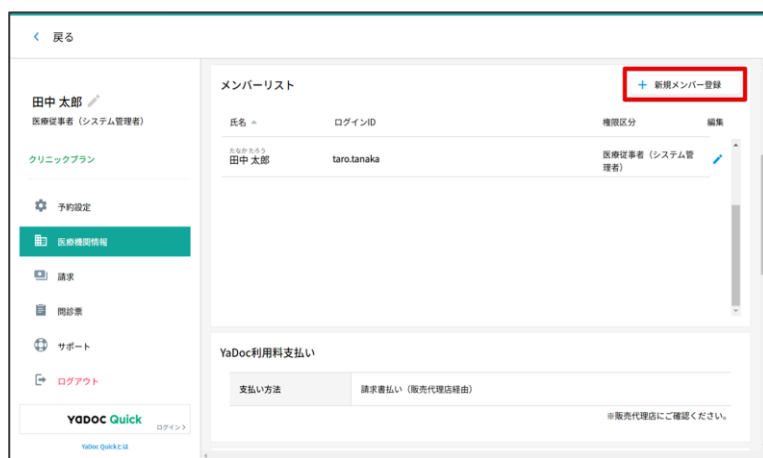 戻る
田中 太郎
医療従事者（システム管理者）
クリニックプラン
予約設定
医療機関情報
請求
問診票
サポート
ログアウト
YaDOC Quick
ログイン
YaDoc Quickとは
メンバーリスト
＋ 新規メンバー登録
氏名 ログインID 権限区分 編集
たなか たろう
田中 太郎 taro.tanaka 医療従事者（システム管
理者）
YaDoc利用料支払い
支払い方法 請求書払い（販売代理店経由）
※販売代理店にご確認ください。